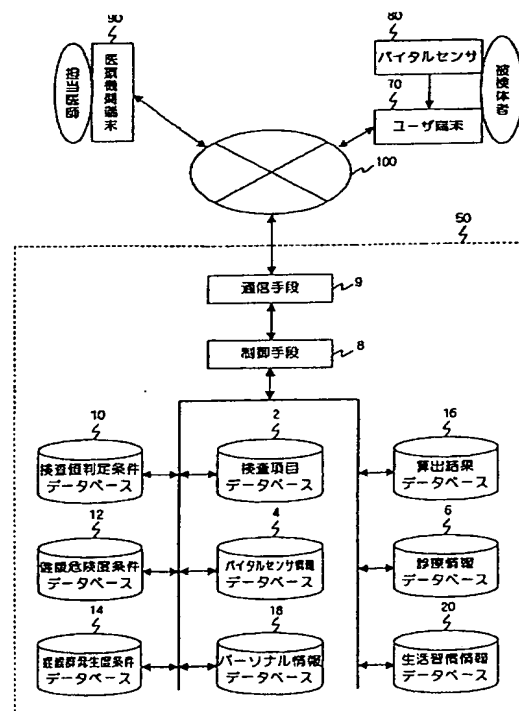 90
医療機関端末
担当医師
80
バイタルセンサ
70
ユーザ端末
被検体者
100
50
通信手段
9
制御手段
8
10
検査値判定条件
データベース
2
検査項目
データベース
16
算出結果
データベース
12
健康危険度条件
データベース
4
バイタルセンサ情報
データベース
6
診療情報
データベース
14
症候群発生度条件
データベース
18
パーソナル情報
データベース
20
生活習慣情報
データベース